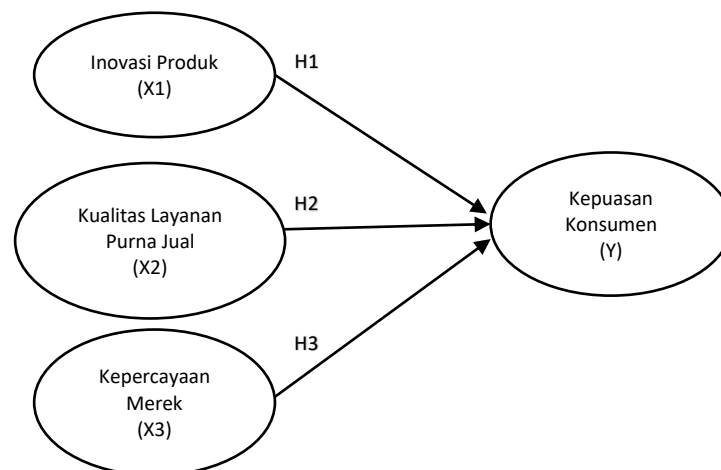 Inovasi Produk
(X1)
H1
Kualitas Layanan
Purna Jual
(X2)
H2
Kepercayaan
Merek
(X3)
H3
Kepuasan
Konsumen
(Y)